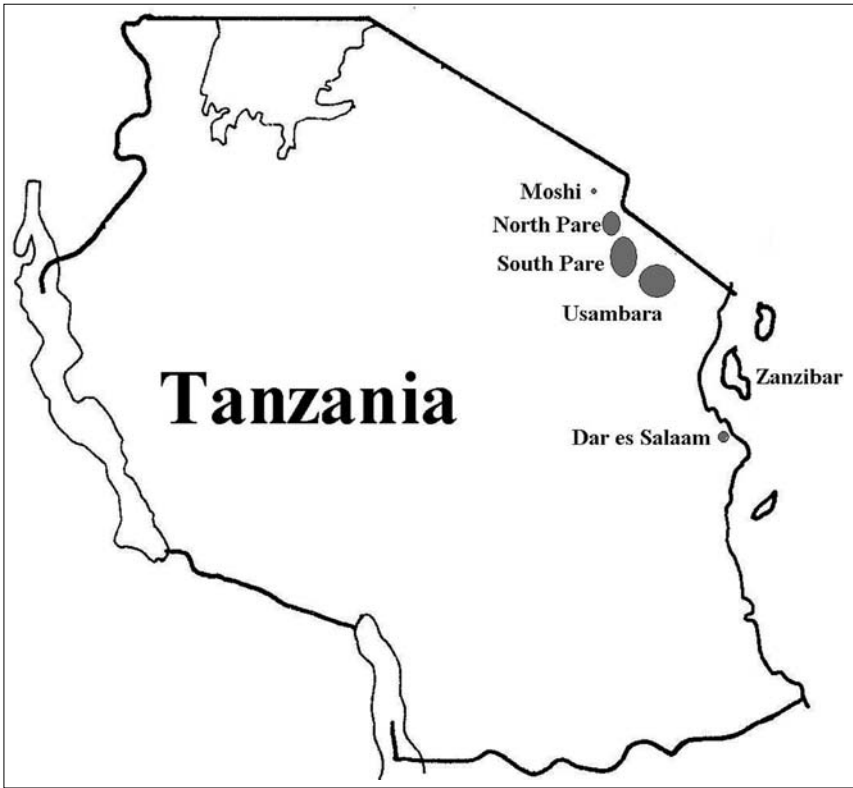 Moshi
North Pare
South Pare
Usambara
Tanzania
Zanzibar
Dar es Salaam